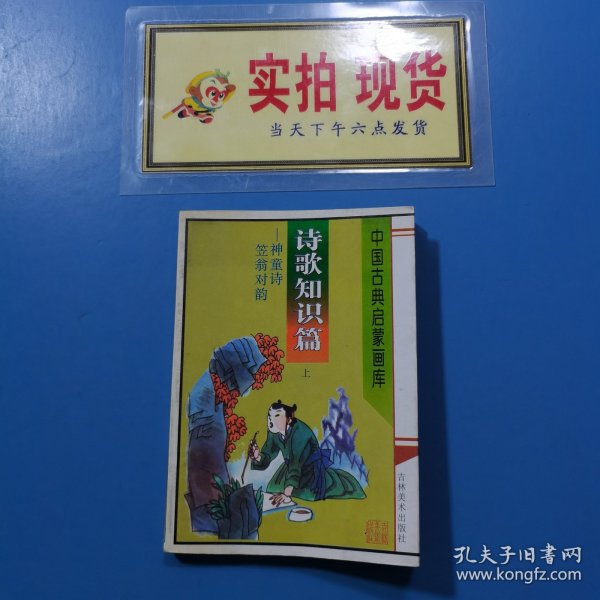 实拍 现货
当天下午六点发货
中国古典启蒙画库
诗歌知识篇
上
—神童诗
笠翁对韵
吉林美术出版社
孔夫子旧书网
www.kongfz.com